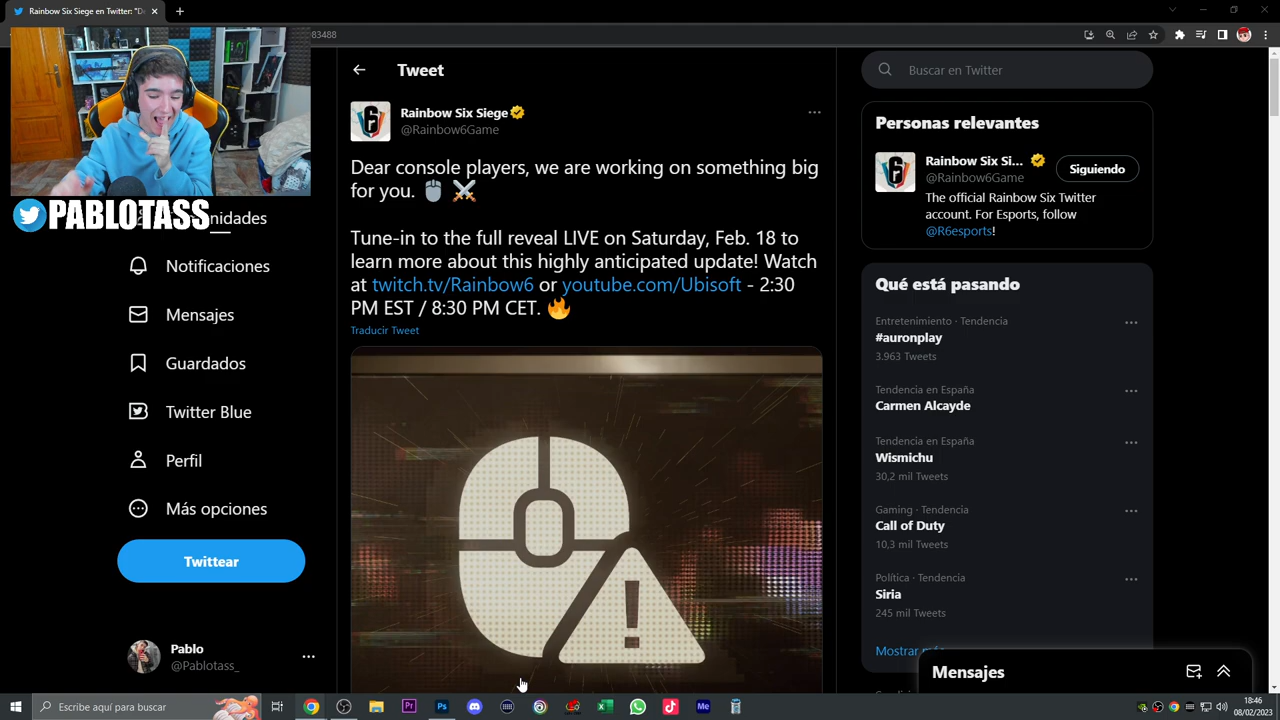 Rainbow Six Siege en Twitter: "De
83488
PABLOTASS
nidades
Notificaciones
Mensajes
Guardados
Twitter Blue
Perfil
Más opciones
Twittear
Pablo
@Pablotass_
Tweet
Rainbow Six Siege
@Rainbow6Game
Dear console players, we are working on something big
for you. 🖱️ ⚔️
Tune-in to the full reveal LIVE on Saturday, Feb. 18 to
learn more about this highly anticipated update! Watch
at twitch.tv/Rainbow6 or youtube.com/Ubisoft - 2:30
PM EST / 8:30 PM CET. 🔥
Traducir Tweet
Buscar en Twitter
Personas relevantes
Rainbow Six Si...
@Rainbow6Game
Siguiendo
The official Rainbow Six Twitter
account. For Esports, follow
@R6esports!
Qué está pasando
Entretenimiento · Tendencia
#auronplay
3.963 Tweets
Tendencia en España
Carmen Alcayde
Tendencia en España
Wismichu
30,2 mil Tweets
Gaming · Tendencia
Call of Duty
10,3 mil Tweets
Política · Tendencia
Siria
245 mil Tweets
Mostrar
Mensajes
Escribe aquí para buscar
18:46
08/02/2023